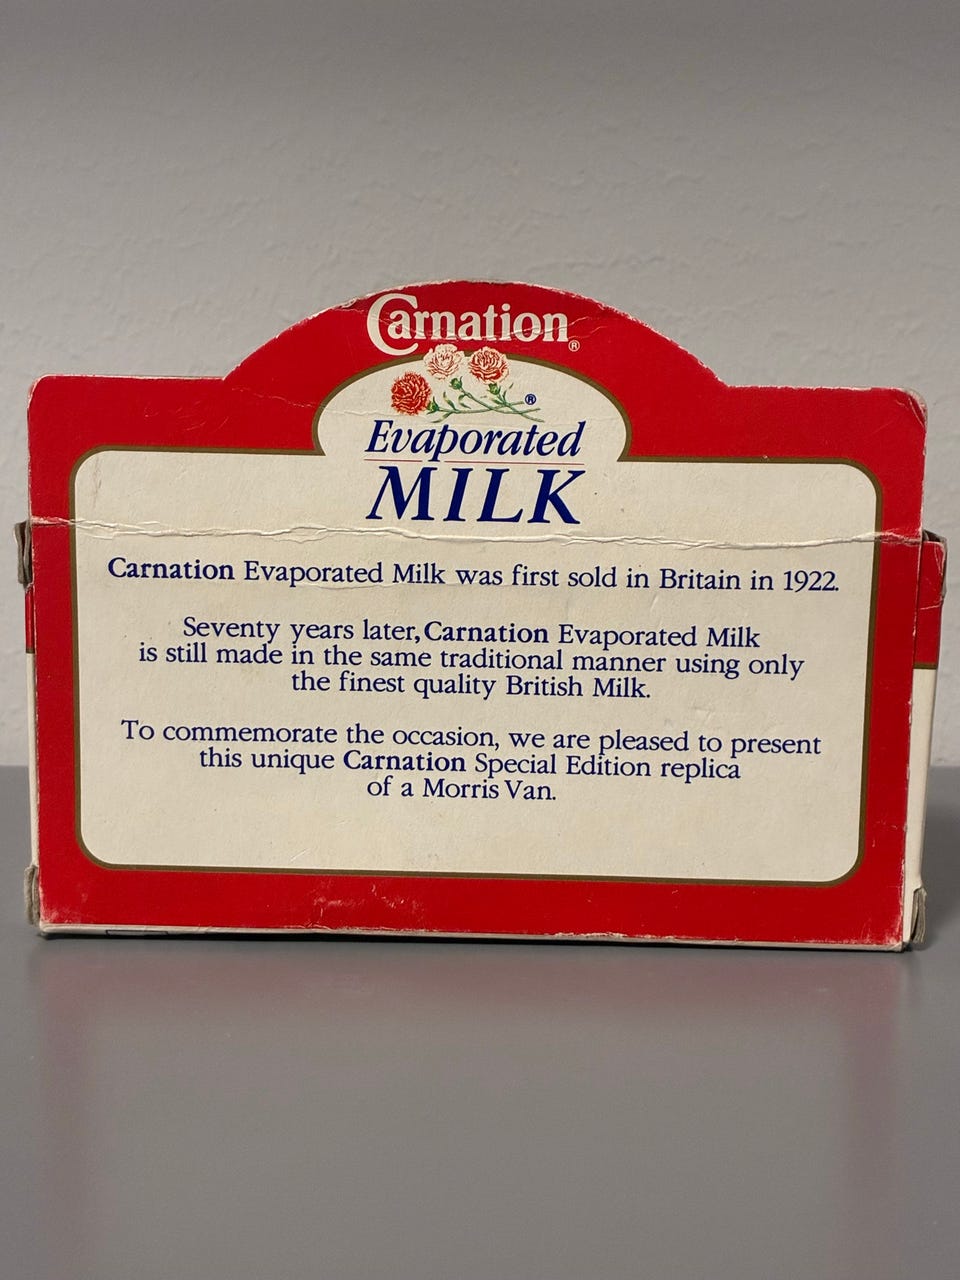 Carnation®
®
Evaporated
MILK
Carnation Evaporated Milk was first sold in Britain in 1922.
Seventy years later, Carnation Evaporated Milk
is still made in the same traditional manner using only
the finest quality British Milk.
To commemorate the occasion, we are pleased to present
this unique Carnation Special Edition replica
of a Morris Van.